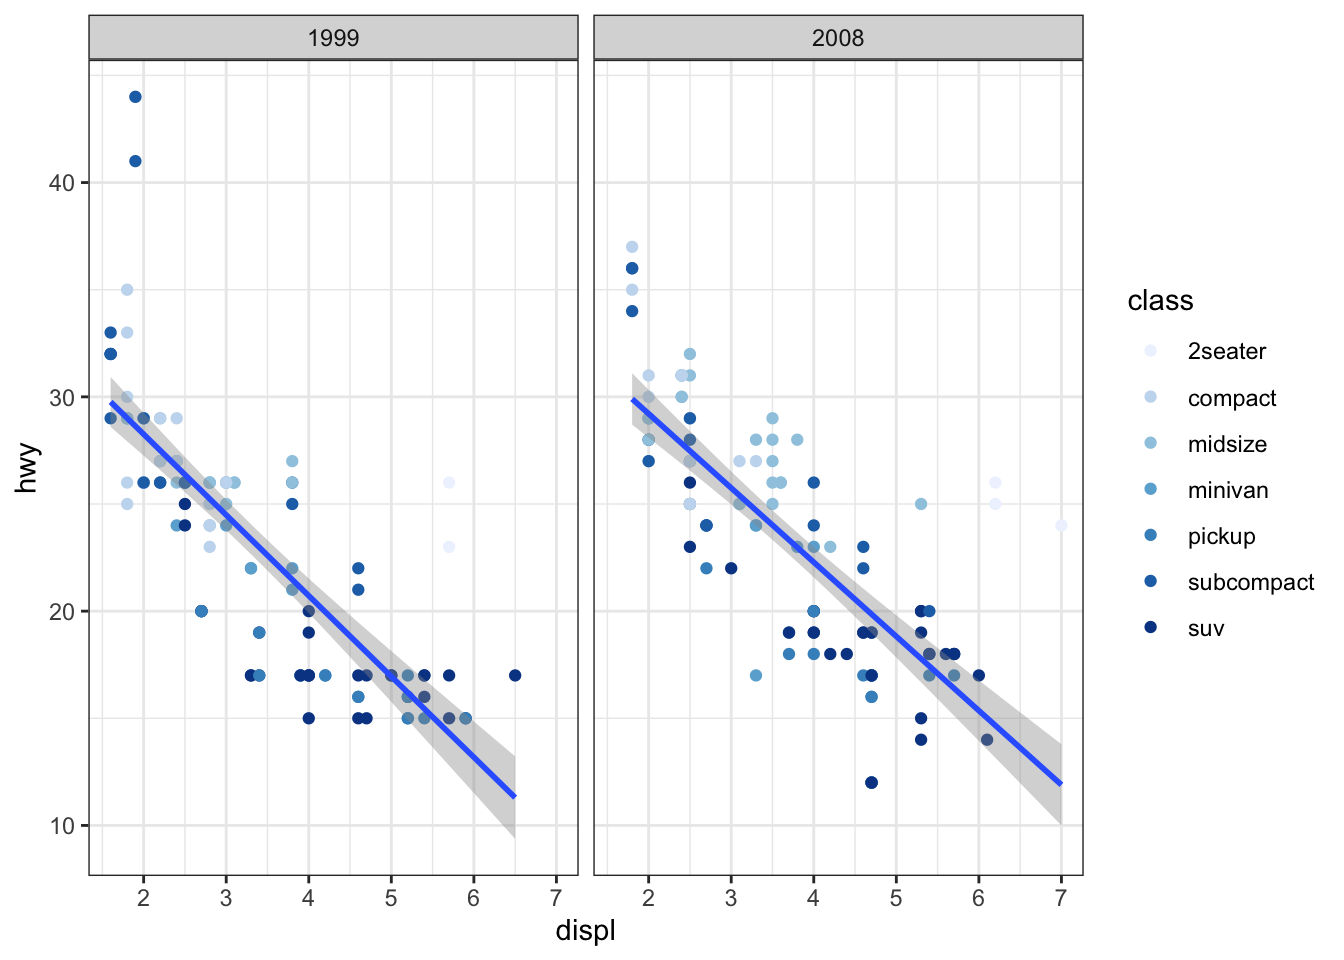 1999
2008
hwy
40
30
20
10
2 3 4 5 6 7
2 3 4 5 6 7
displ
class
2seater
compact
midsize
minivan
pickup
subcompact
suv